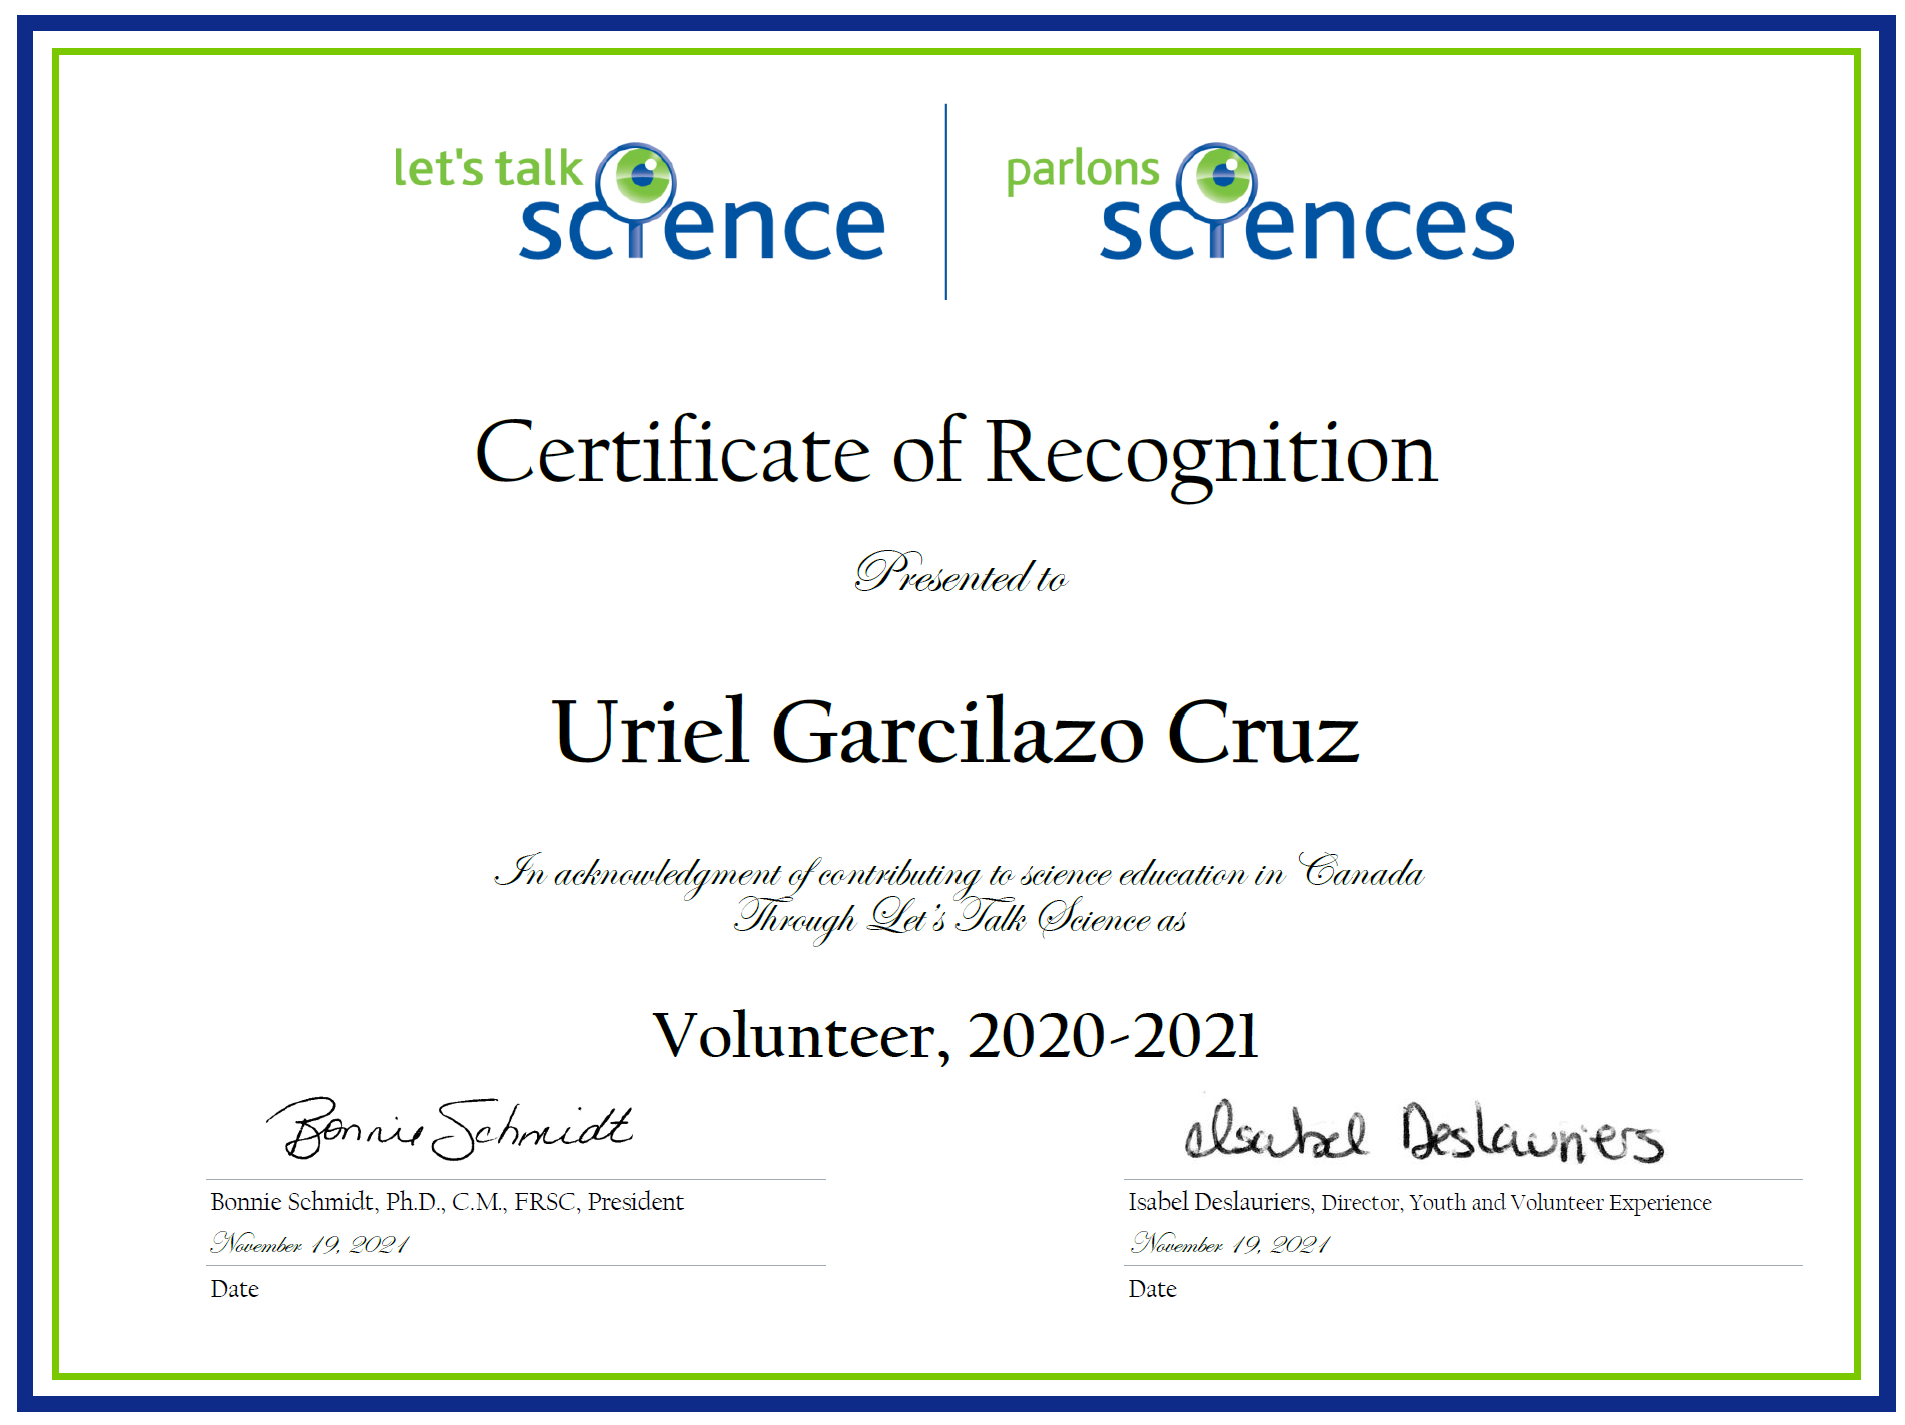 let's talk
science
parlons
sciences
Certificate of Recognition
Presented to
Uriel Garcilazo Cruz
In acknowledgment of contributing to science education in Canada
Through Let's Talk Science as
Volunteer, 2020-2021
Bonnie Schmidt
Bonnie Schmidt, Ph.D., C.M., FRSC, President
November 19, 2021
Date
Isabel Deslauriers
Isabel Deslauriers, Director, Youth and Volunteer Experience
November 19, 2021
Date